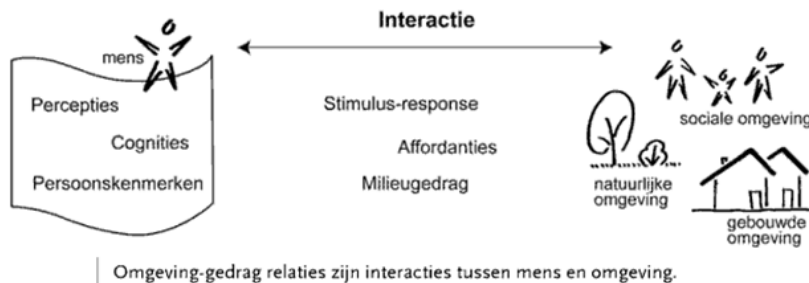 Interactie
mens
Percepties
Cognities
Persoonskenmerken
Stimulus-response
Affordanties
Milieugedrag
sociale omgeving
natuurlijke
omgeving
gebouwde
omgeving
Omgeving-gedrag relaties zijn interacties tussen mens en omgeving.